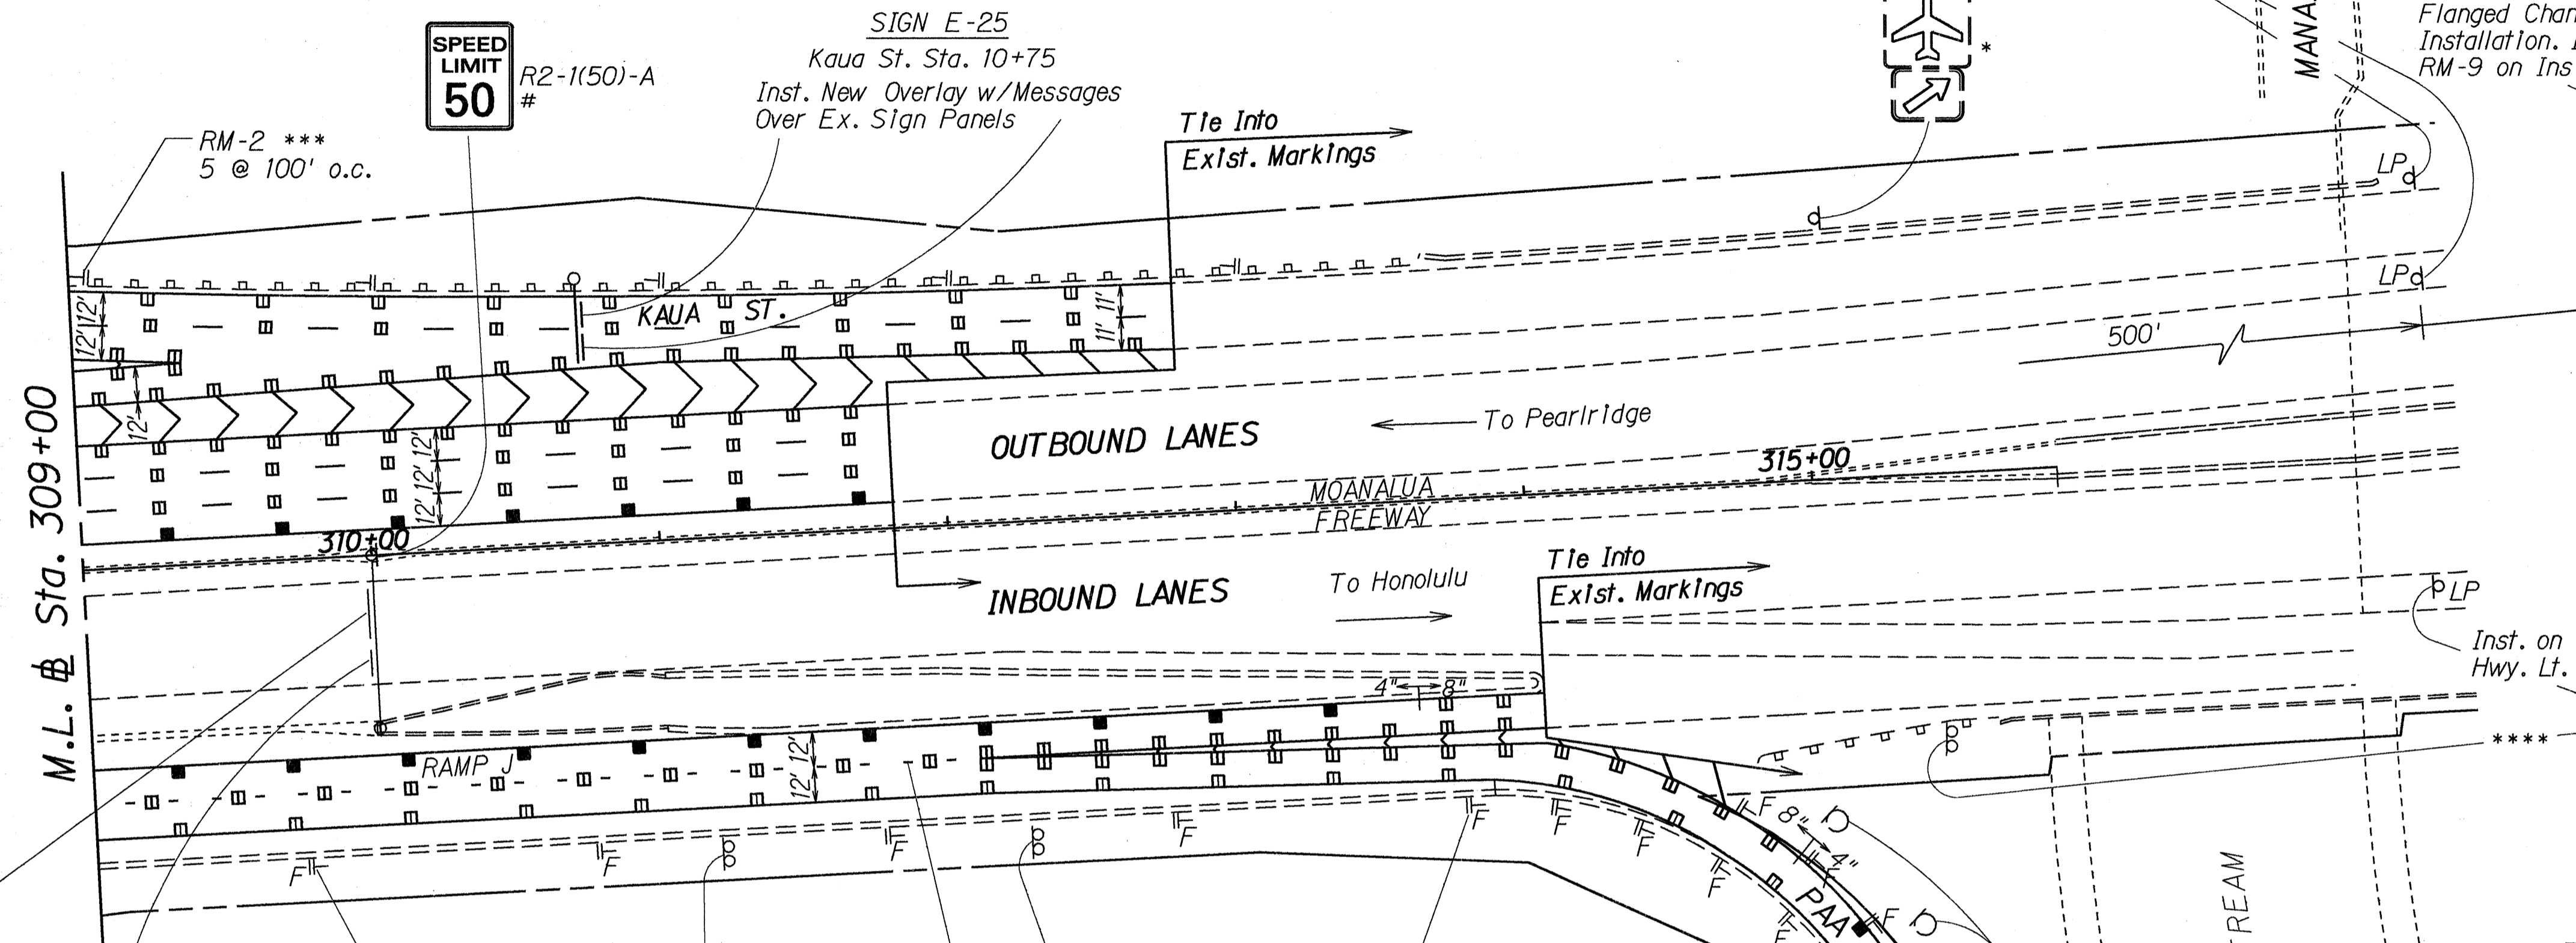 SPEED
LIMIT
50
R2-1(50)-A
#
SIGN E-25
Kaua St. Sta. 10+75
Inst. New Overlay w/Messages
Over Ex. Sign Panels
RM-2 ***
5 @ 100' o.c.
Tie Into
Exist. Markings
*
Flanged Chan
Installation.
RM-9 on Ins
LP
LP
KAUA ST.
12'
12'
11'
11'
12'
500'
To Pearlridge
OUTBOUND LANES
12'
12'
12'
315+00
MOANALUA
FREEWAY
310+00
M.L. Sta. 309+00
INBOUND LANES
To Honolulu
Tie Into
Exist. Markings
LP
Inst. on
Hwy. Lt.
4" 8"
RAMP J
12'
12'
****
F
F
F
F
F
F
F
F
F
F
8"
4"
F
F
F
PAA
REAM